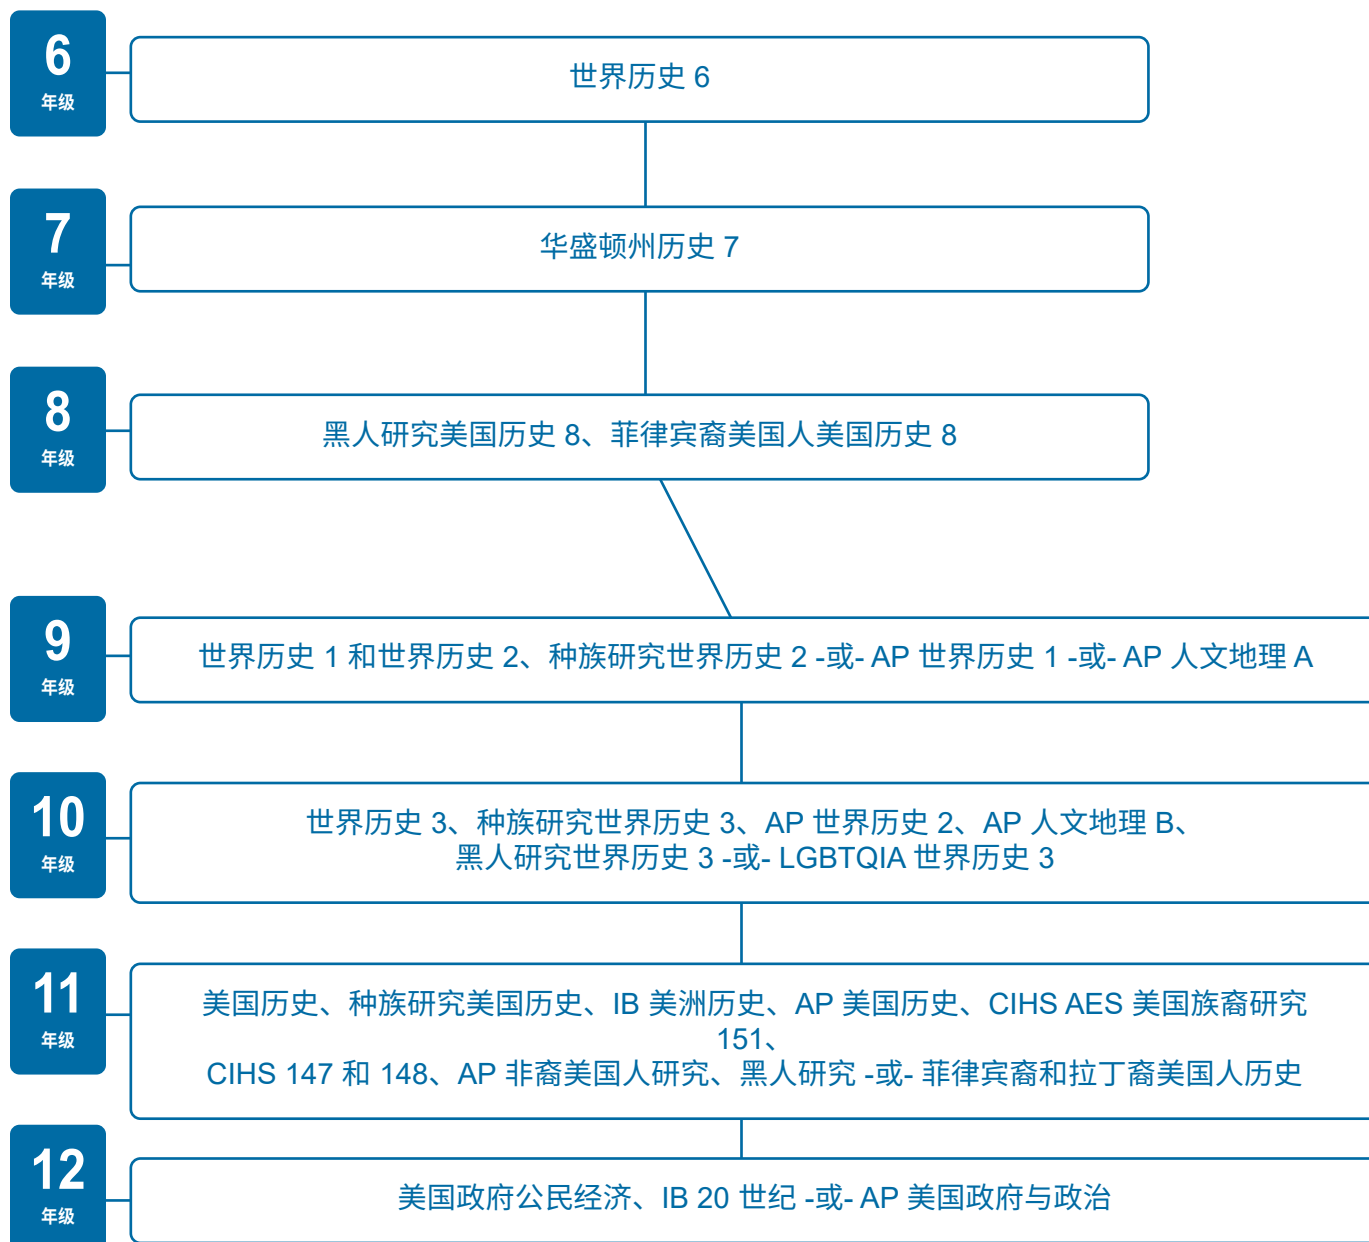 6
年级
世界历史 6
7
年级
华盛顿州历史 7
8
年级
黑人研究美国历史 8、菲律宾裔美国人美国历史 8
9
年级
世界历史 1 和世界历史 2、种族研究世界历史 2 -或- AP 世界历史 1 -或- AP 人文地理 A
10
年级
世界历史 3、种族研究世界历史 3、AP 世界历史 2、AP 人文地理 B、
黑人研究世界历史 3 -或- LGBTQIA 世界历史 3
11
年级
美国历史、种族研究美国历史、IB 美洲历史、AP 美国历史、CIHS AES 美国族裔研究
151、
CIHS 147 和 148、AP 非裔美国人研究、黑人研究 -或- 菲律宾裔和拉丁裔美国人历史
12
年级
美国政府公民经济、IB 20 世纪 -或- AP 美国政府与政治